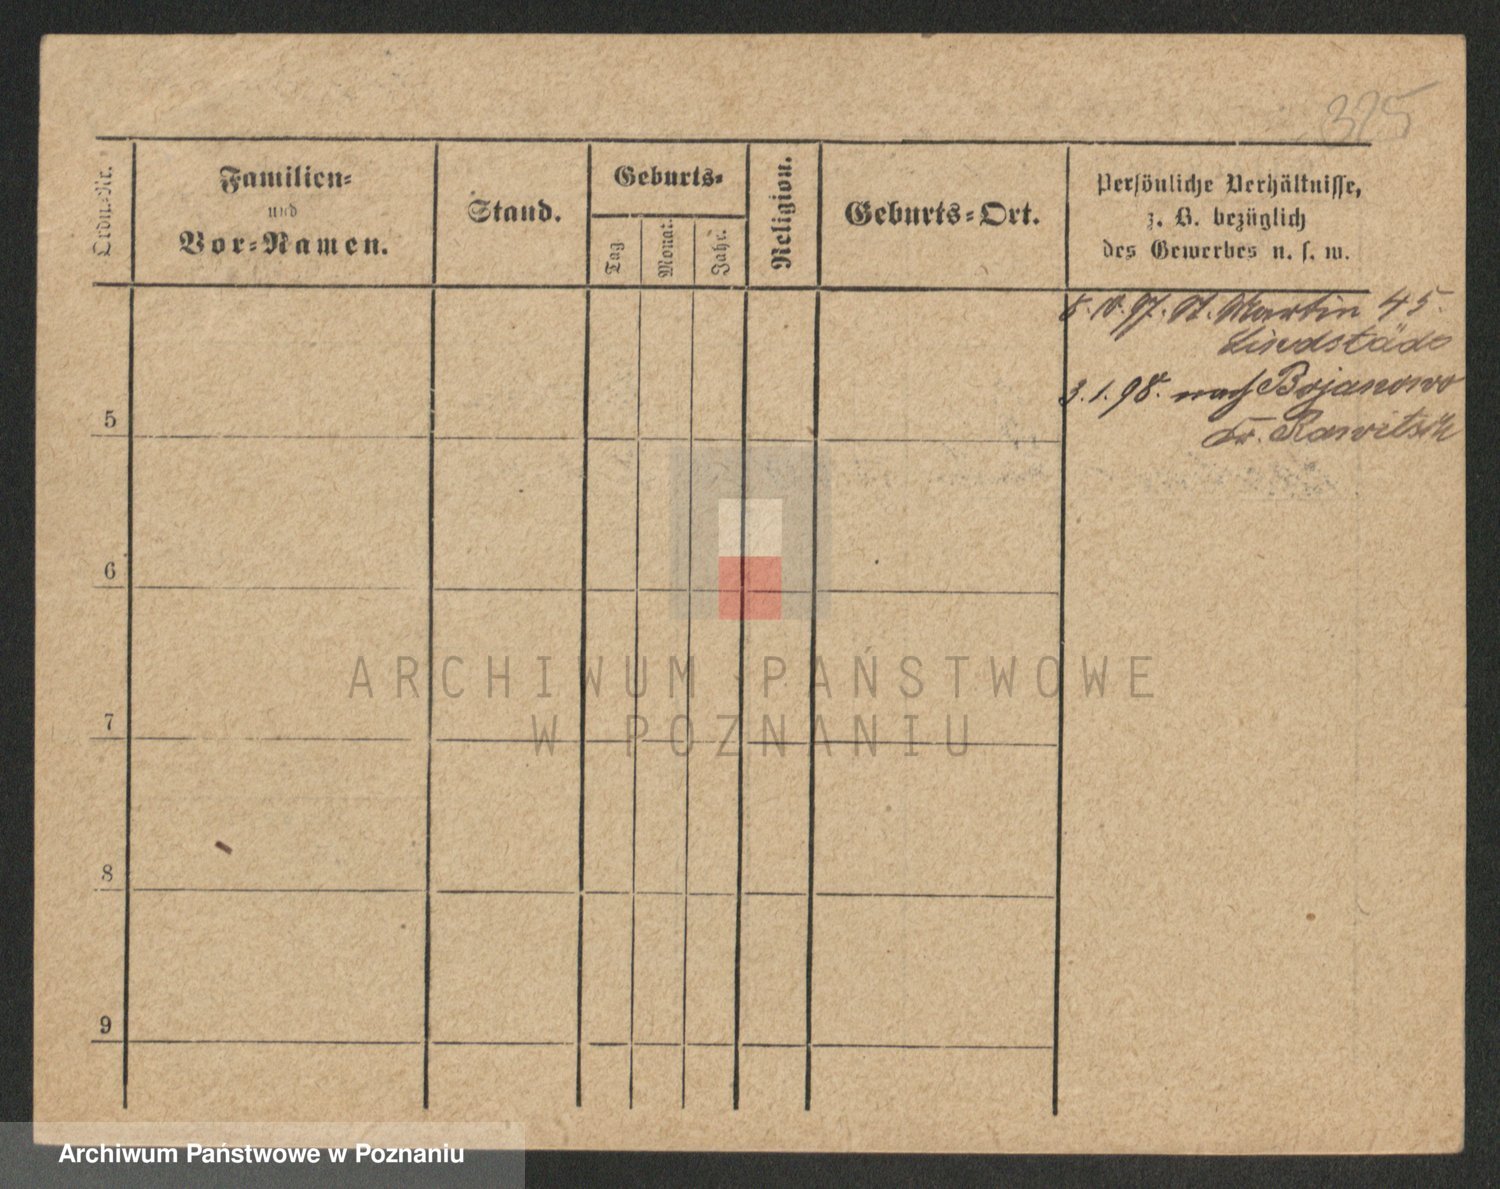 325
Ordn.-Nr.
Familien-
und
Vor-Namen.
Stand.
Geburts-
Tag
Monat.
Jahr.
Religion.
Geburts-Ort.
Persönliche Verhältnisse,
z. B. bezüglich
des Gewerbes u. s. w.
10. 97. St. Martin 45.
Lindstädt
3. 1. 98. nach Bojanowo
Kr. Rawitsch
5
6
7
8
9
ARCHIWUM PAŃSTWOWE
W POZNANIU
Archiwum Państwowe w Poznaniu